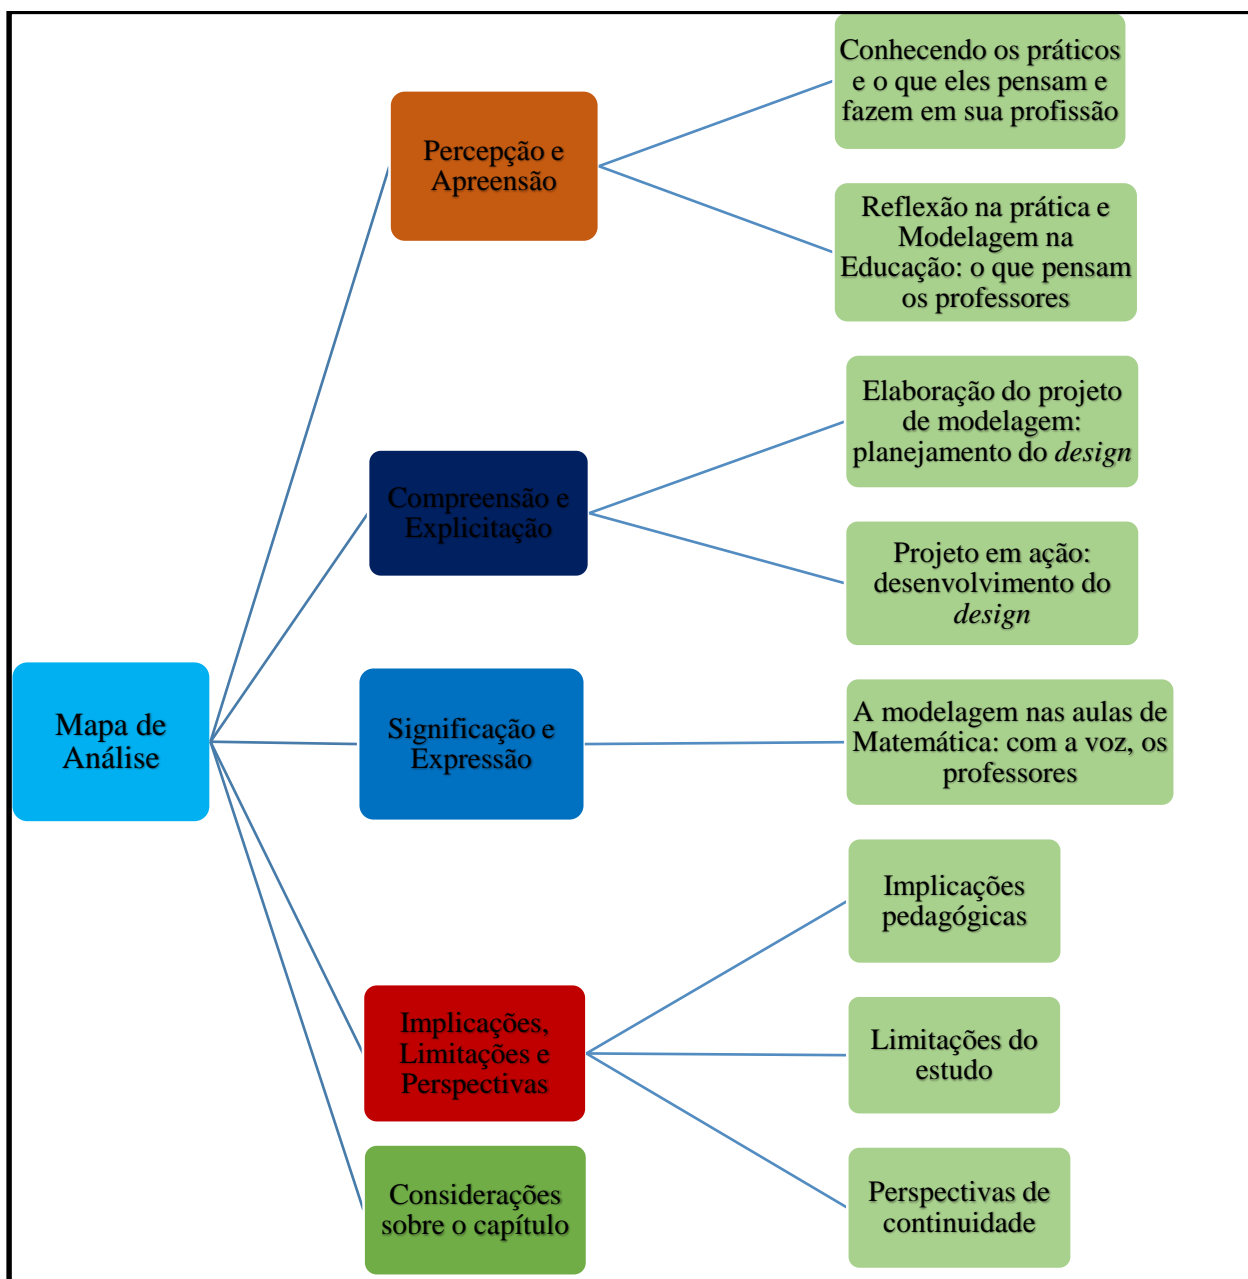 Mapa de
Análise
Percepção e
Apreensão
Conhecendo os práticos
e o que eles pensam e
fazem em sua profissão
Reflexão na prática e
Modelagem na
Educação: o que pensam
os professores
Compreensão e
Explicitação
Elaboração do projeto
de modelagem:
planejamento do design
Projeto em ação:
desenvolvimento do
design
Significação e
Expressão
A modelagem nas aulas de
Matemática: com a voz, os
professores
Implicações,
Limitações e
Perspectivas
Implicações
pedagógicas
Limitações do
estudo
Perspectivas de
continuidade
Considerações
sobre o capítulo